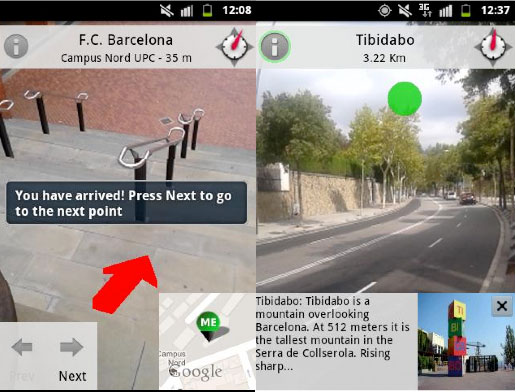 12:08
F.C. Barcelona
Campus Nord UPC - 35 m
You have arrived! Press Next to go
to the next point
Prev
Next
ME
Campus
Nord
Google
3G
12:37
Tibidabo
3.22 Km
Tibidabo: Tibidabo is a
mountain overlooking
Barcelona. At 512 meters it is
the tallest mountain in the
Serra de Collserola. Rising
sharp...
TI
BI